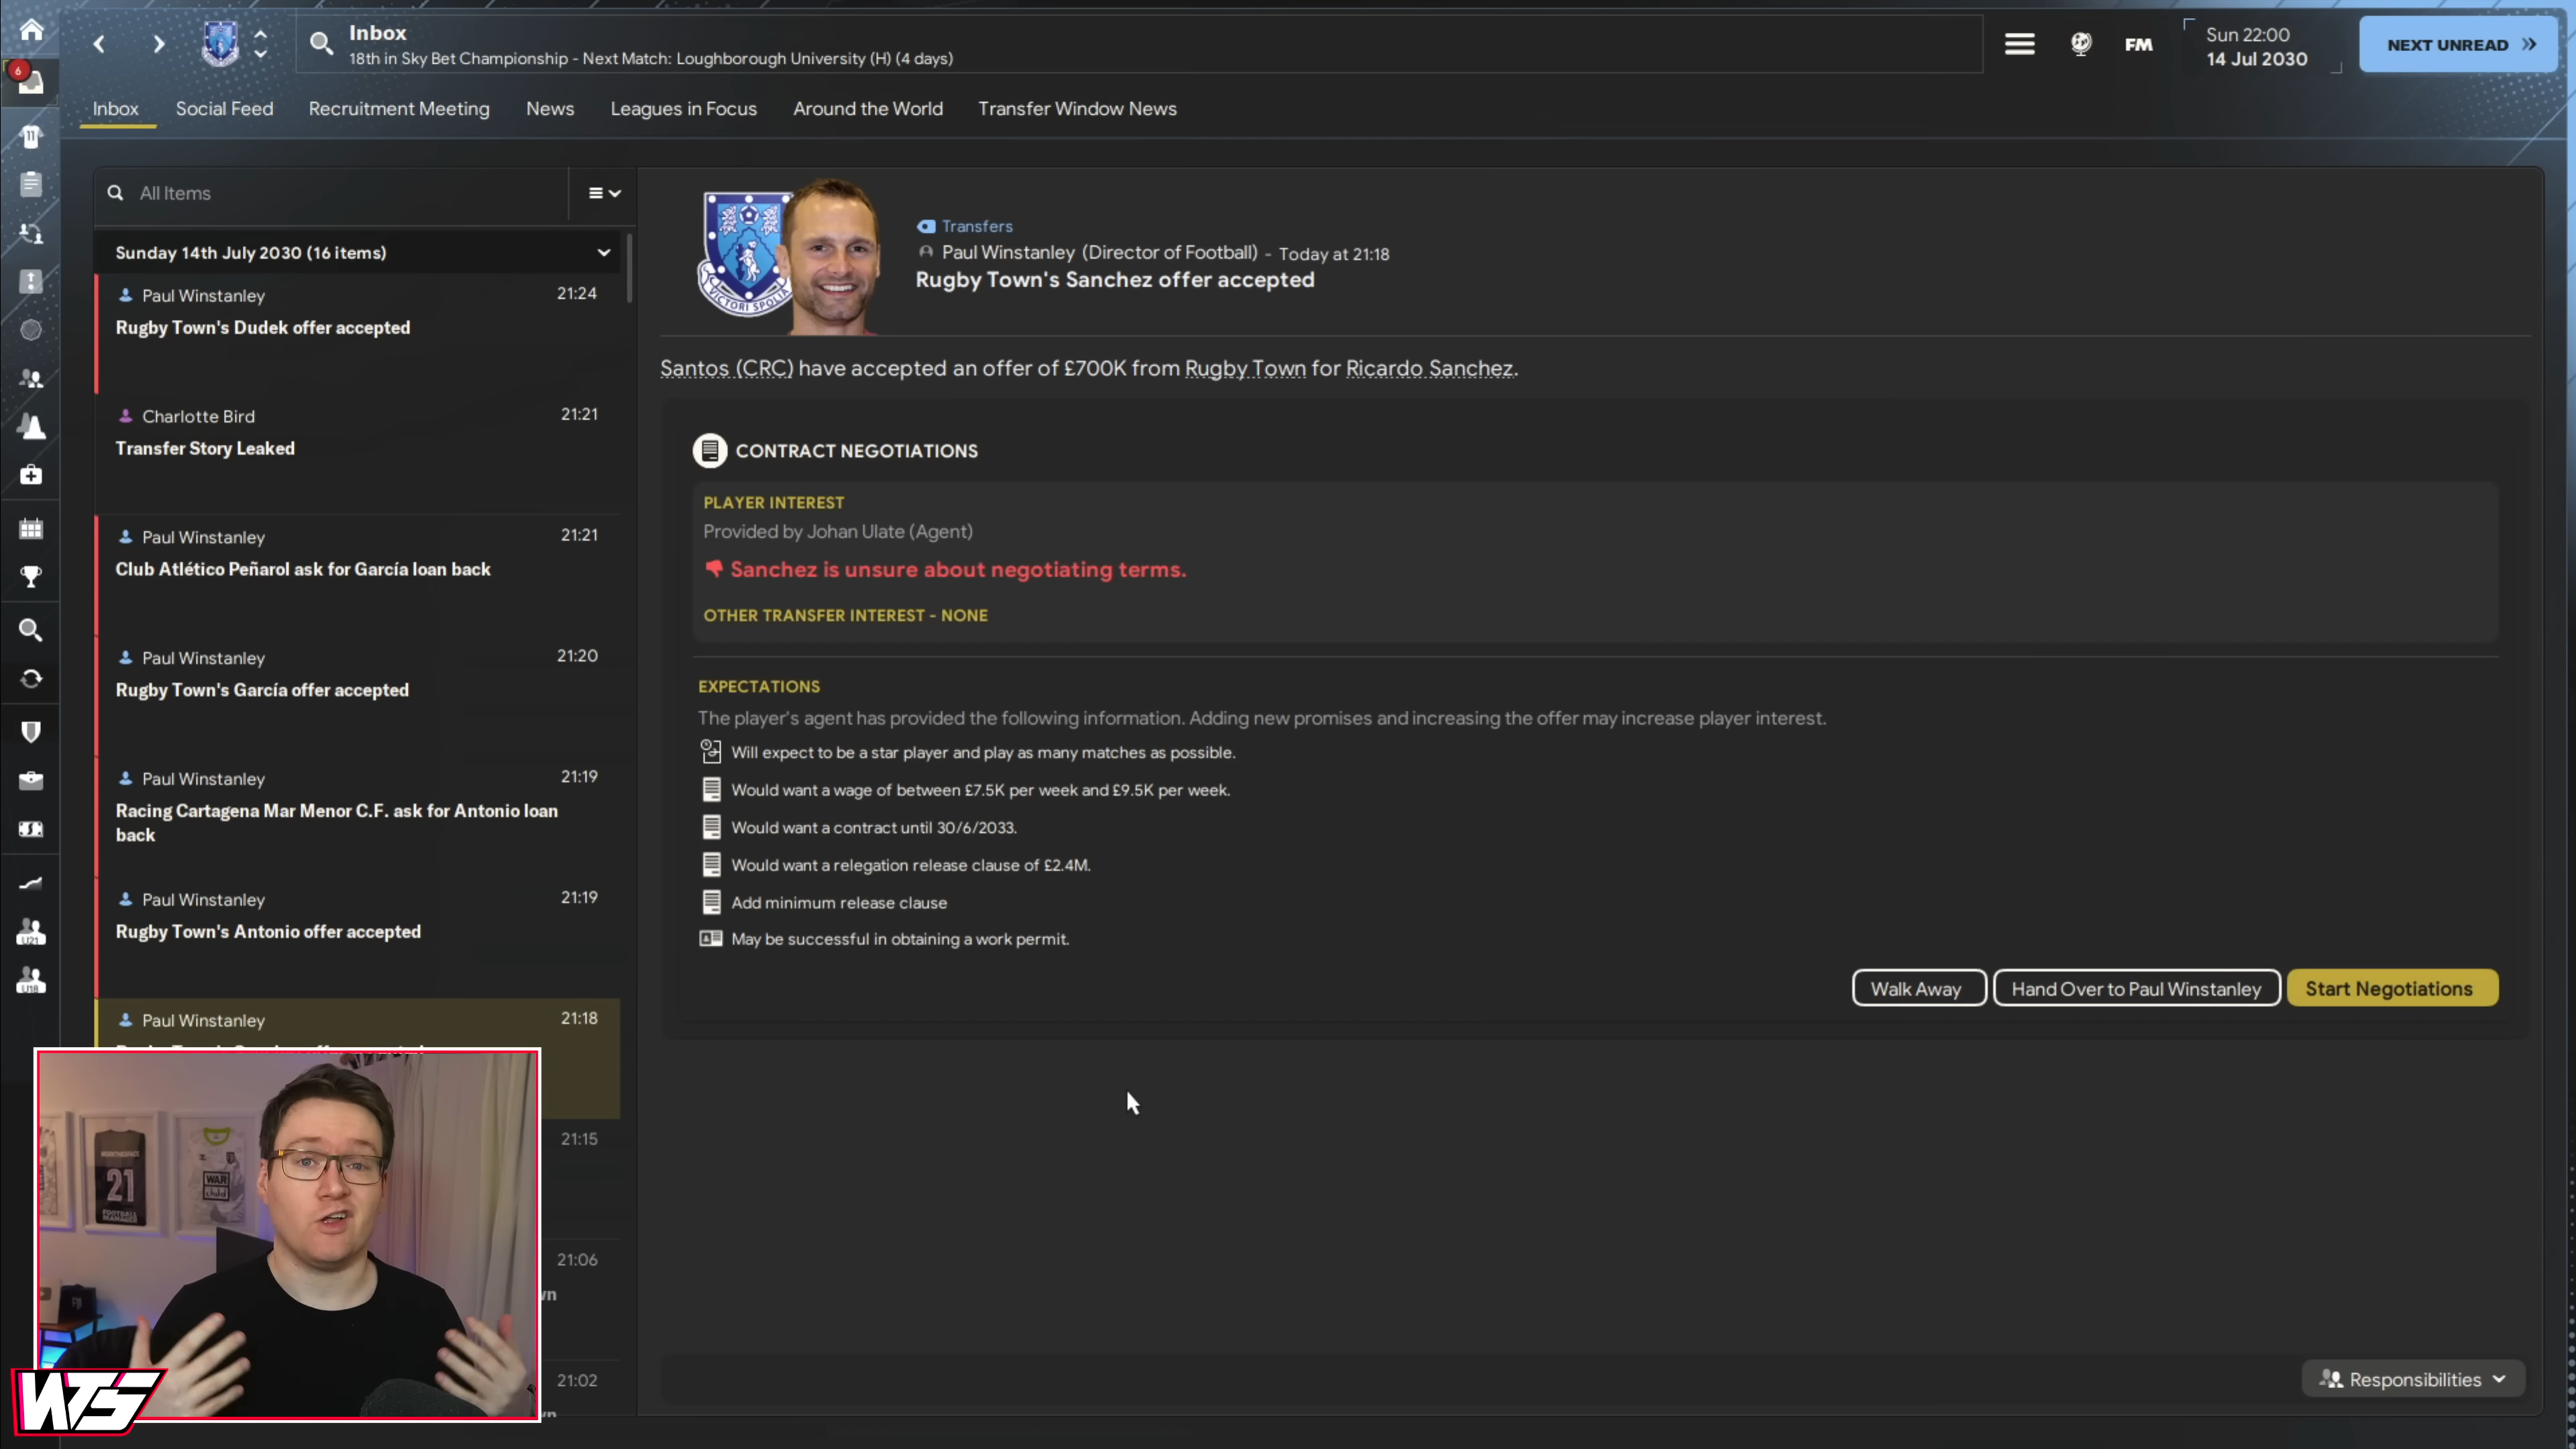 Inbox
18th in Sky Bet Championship - Next Match: Loughborough University (H) (4 days)
FM
Sun 22:00
14 Jul 2030
NEXT UNREAD
6
Inbox
Social Feed
Recruitment Meeting
News
Leagues in Focus
Around the World
Transfer Window News
11
U21
U18
All Items
Sunday 14th July 2030 (16 items)
Paul Winstanley 21:24
Rugby Town's Dudek offer accepted
Charlotte Bird 21:21
Transfer Story Leaked
Paul Winstanley 21:21
Club Atlético Peñarol ask for García loan back
Paul Winstanley 21:20
Rugby Town's García offer accepted
Paul Winstanley 21:19
Racing Cartagena Mar Menor C.F. ask for Antonio loan
back
Paul Winstanley 21:19
Rugby Town's Antonio offer accepted
Paul Winstanley 21:18
21:15
21:06
21:02
VICTORI SPOLIA
Transfers
Paul Winstanley (Director of Football) - Today at 21:18
Rugby Town's Sanchez offer accepted
Santos (CRC) have accepted an offer of £700K from Rugby Town for Ricardo Sanchez.
CONTRACT NEGOTIATIONS
PLAYER INTEREST
Provided by Johan Ulate (Agent)
Sanchez is unsure about negotiating terms.
OTHER TRANSFER INTEREST - NONE
EXPECTATIONS
The player's agent has provided the following information. Adding new promises and increasing the offer may increase player interest.
Will expect to be a star player and play as many matches as possible.
Would want a wage of between £7.5K per week and £9.5K per week.
Would want a contract until 30/6/2033.
Would want a relegation release clause of £2.4M.
Add minimum release clause
May be successful in obtaining a work permit.
Walk Away
Hand Over to Paul Winstanley
Start Negotiations
Responsibilities
21
FOOTBALL
MANAGER
WAR
child
WTS